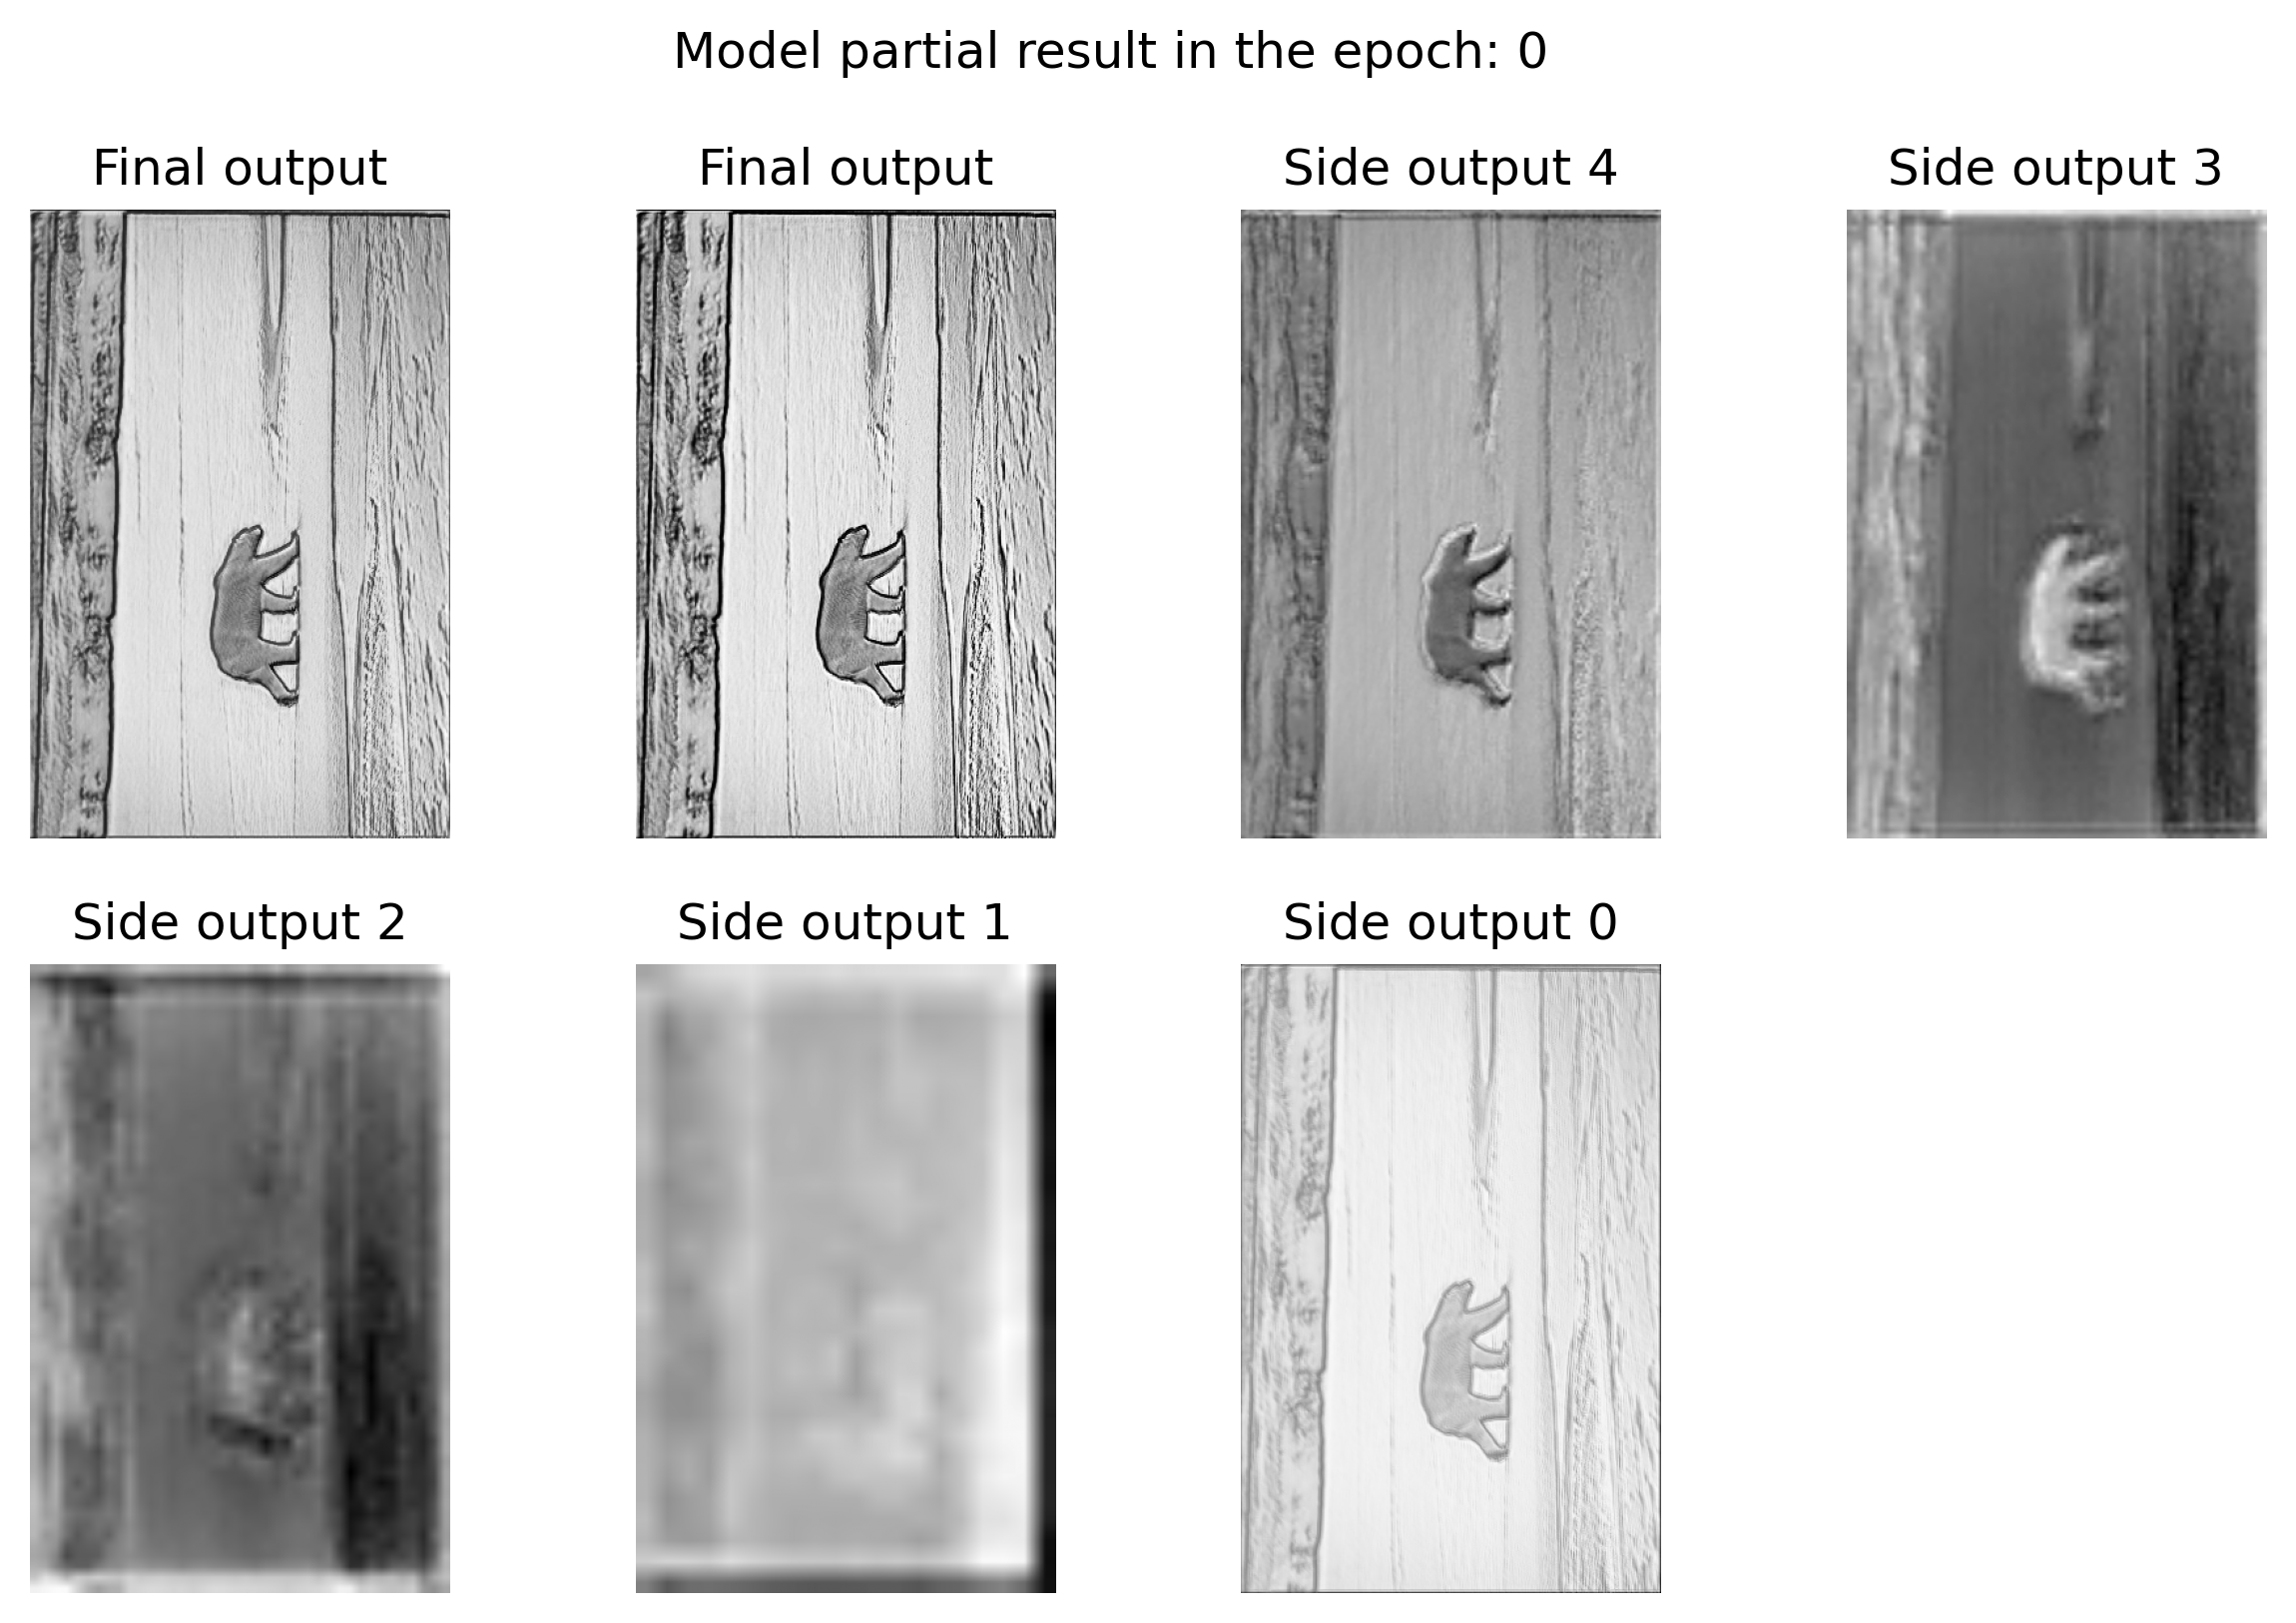 Model partial result in the epoch: 0
Final output
Final output
Side output 4
Side output 3
Side output 2
Side output 1
Side output 0